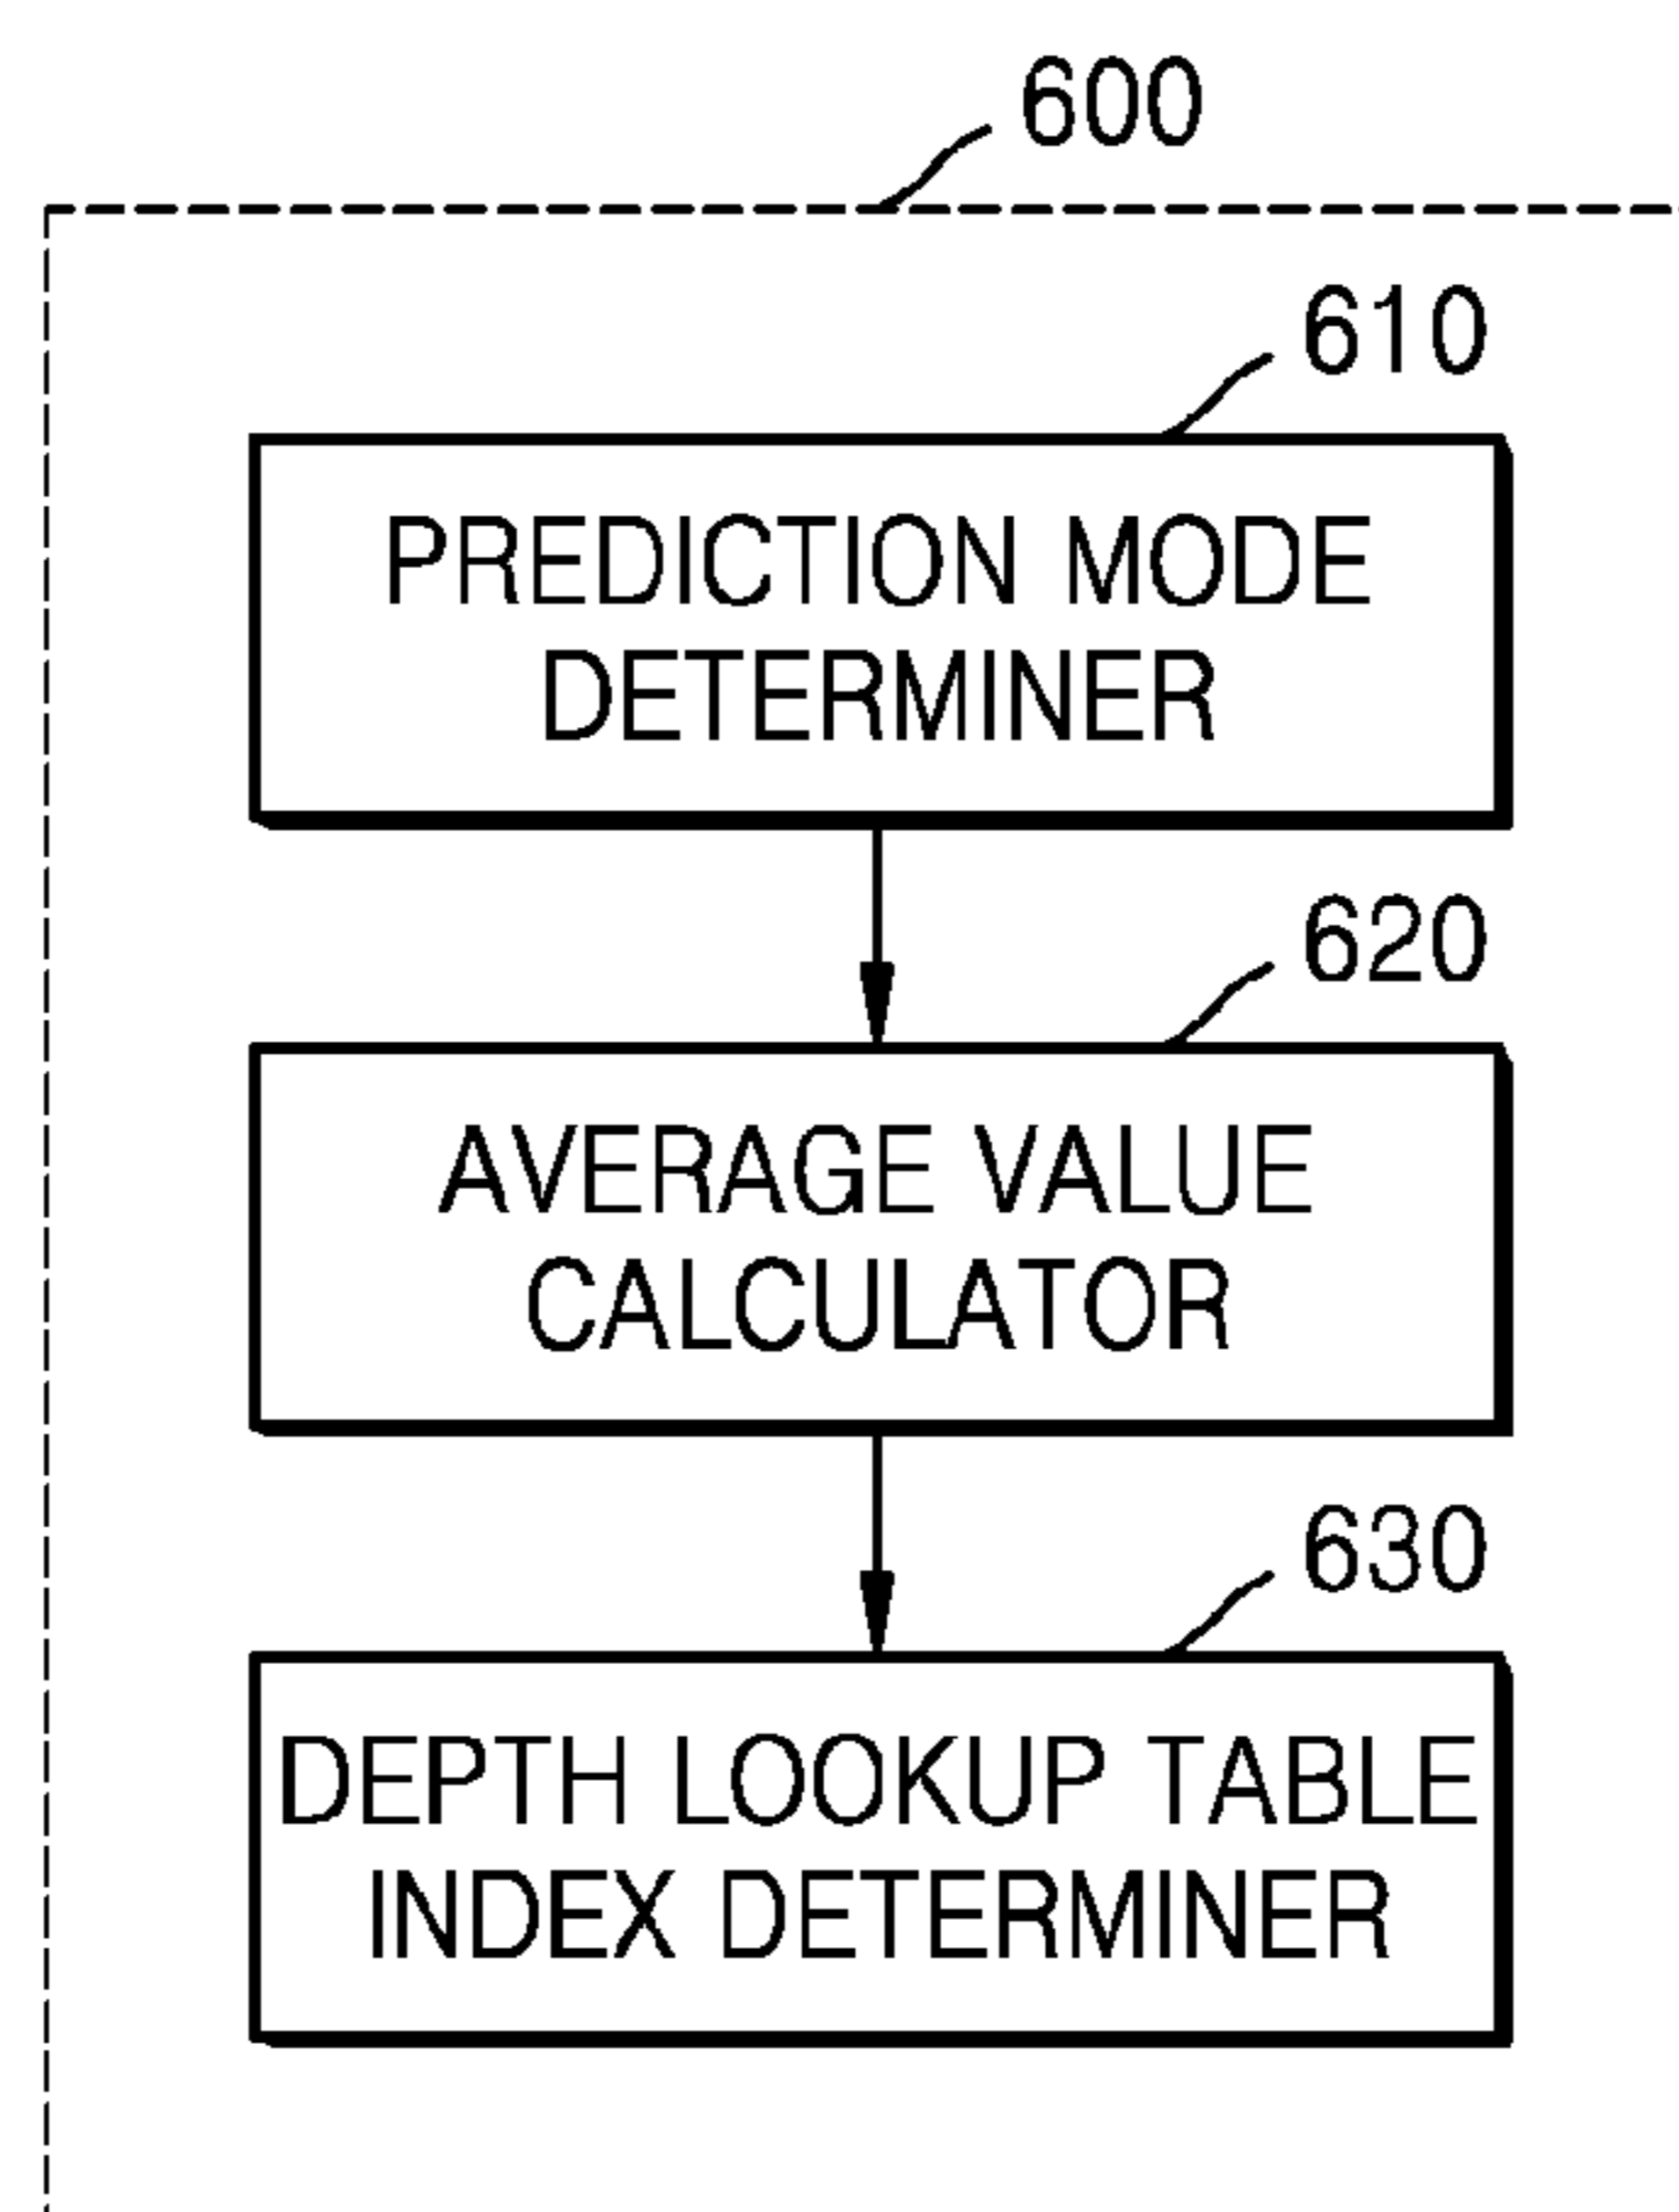 600
610
PREDICTION MODE
DETERMINER
620
AVERAGE VALUE
CALCULATOR
630
DEPTH LOOKUP TABLE
INDEX DETERMINER